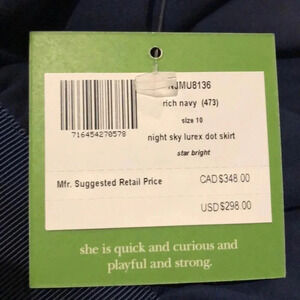 NJMU8136
rich navy (473)
size 10
716454270578
night sky lurex dot skirt
star bright
Mfr. Suggested Retail Price
CAD$348.00
USD$298.00
she is quick and curious and
playful and strong.